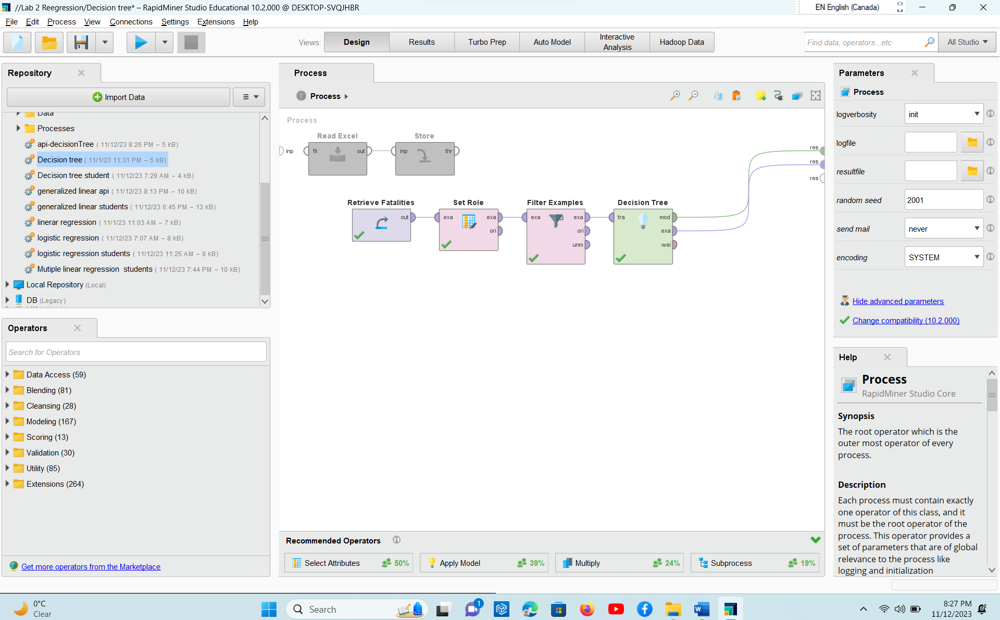 //Lab 2 Reegression/Decision tree* – RapidMiner Studio Educational 10.2.000 @ DESKTOP-SVQJHBR
EN English (Canada)
File Edit Process View Connections Settings Extensions Help
Views:
Design
Results
Turbo Prep
Auto Model
Interactive
Analysis
Hadoop Data
Find data, operators...etc
All Studio
Repository
Import Data
Data
Processes
api-decisionTree ( 11/12/23 8:26 PM – 5 kB)
Decision tree ( 11/1/23 11:31 PM – 5 kB)
Decision tree student ( 11/12/23 7:29 AM – 4 kB)
generalized linear api ( 11/12/23 8:13 PM – 10 kB)
generalized linear students ( 11/12/23 6:45 PM – 13 kB)
linerar regression ( 11/1/23 11:03 AM – 7 kB)
logistic regression ( 11/12/23 7:07 AM – 8 kB)
logistic regression students ( 11/12/23 11:25 AM – 8 kB)
Mutiple linear regression students ( 11/12/23 7:44 PM – 10 kB)
Local Repository (Local)
DB (Legacy)
Operators
Search for Operators
Data Access (59)
Blending (81)
Cleansing (28)
Modeling (167)
Scoring (13)
Validation (30)
Utility (85)
Extensions (264)
Get more operators from the Marketplace
Process
Process
Process
Read Excel
Store
inp
fil
out
inp
thr
res
res
res
Retrieve Fatalities
Set Role
Filter Examples
Decision Tree
out
exa
exa
ori
exa
exa
ori
unm
tra
mod
exa
wei
Recommended Operators
Select Attributes 50%
Apply Model 39%
Multiply 24%
Subprocess 19%
Parameters
Process
logverbosity init
logfile
resultfile
random seed 2001
send mail never
encoding SYSTEM
Hide advanced parameters
Change compatibility (10.2.000)
Help
Process
RapidMiner Studio Core
Synopsis
The root operator which is the
outer most operator of every
process.
Description
Each process must contain exactly
one operator of this class, and it
must be the root operator of the
process. This operator provides a
set of parameters that are of global
relevance to the process like
logging and initialization
0°C
Clear
Search
1
8:27 PM
11/12/2023